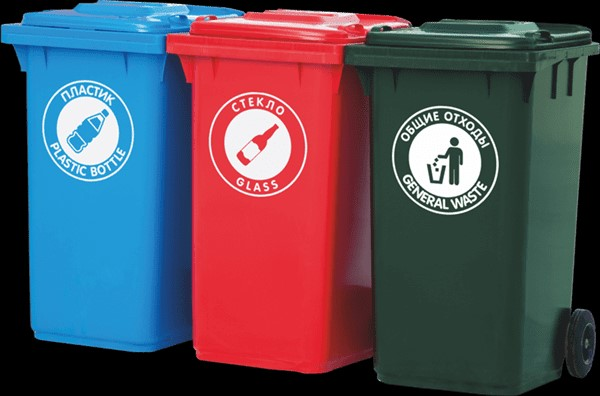 ПЛАСТИК
PLASTIC BOTTLE
СТЕКЛО
GLASS
ОБЩИЕ ОТХОДЫ
GENERAL WASTE